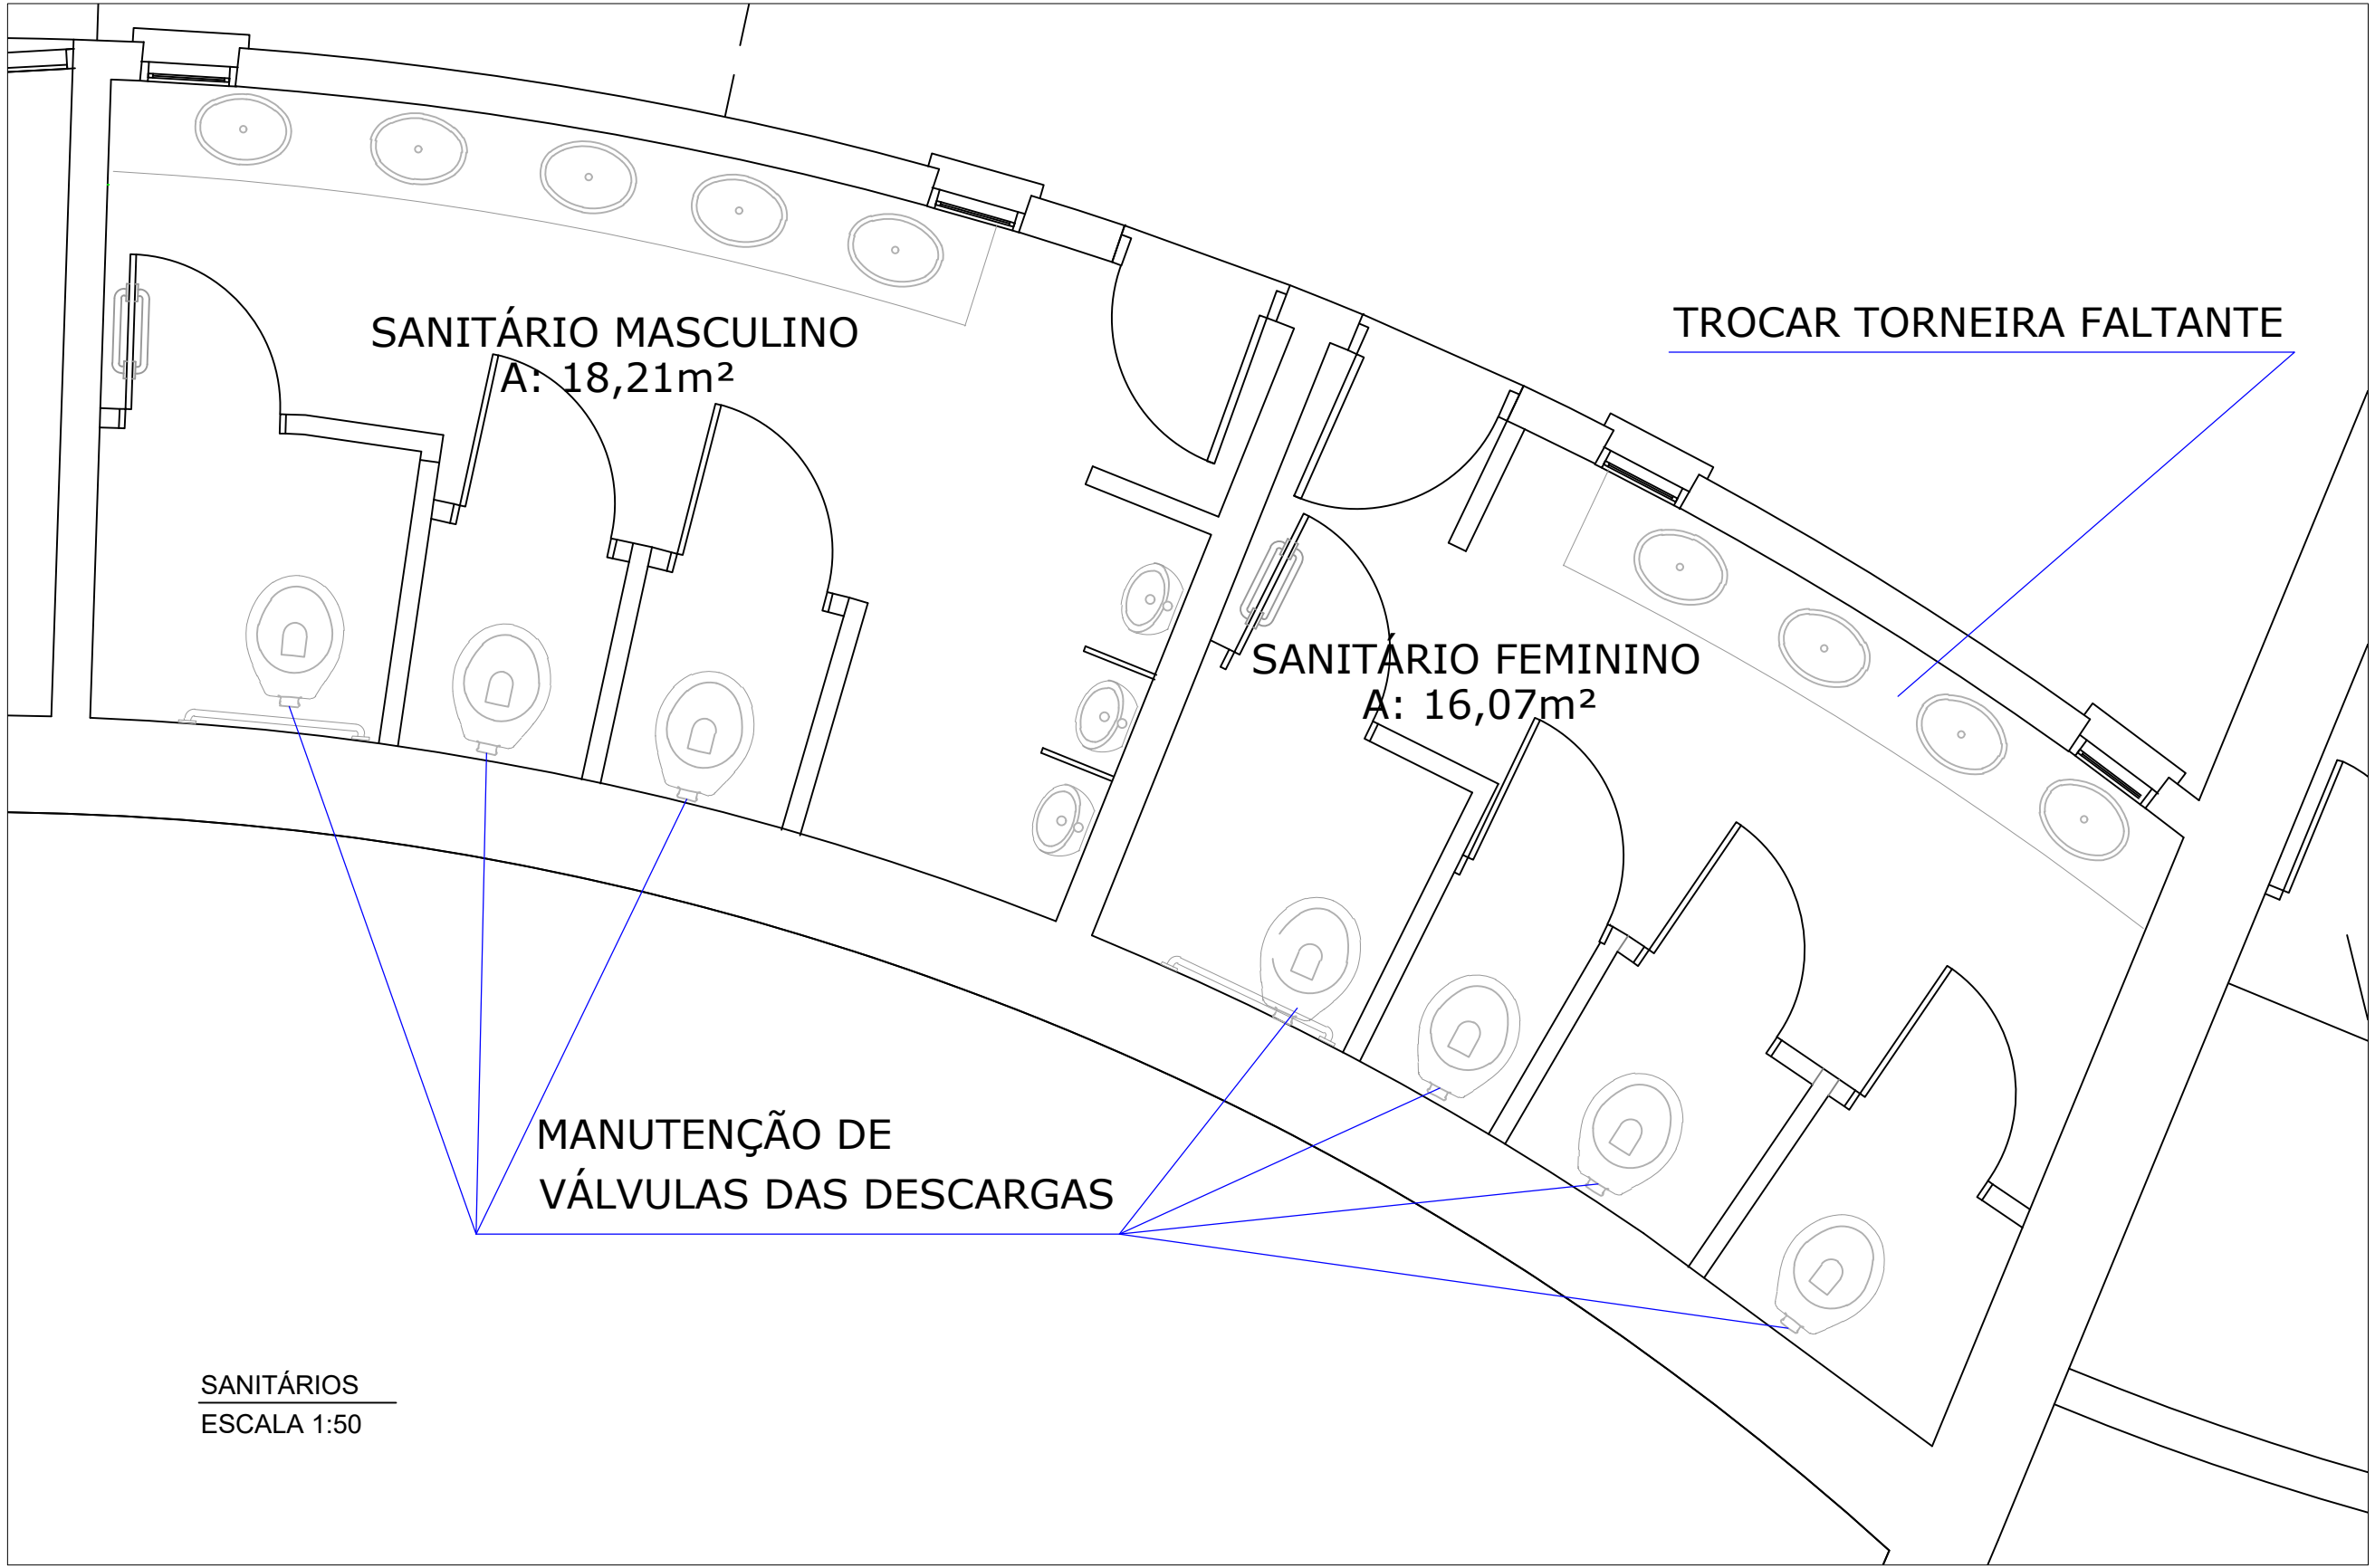 SANITÁRIO MASCULINO
A: 18,21m²
TROCAR TORNEIRA FALTANTE
SANITÁRIO FEMININO
A: 16,07m²
MANUTENÇÃO DE
VÁLVULAS DAS DESCARGAS
SANITÁRIOS
ESCALA 1:50